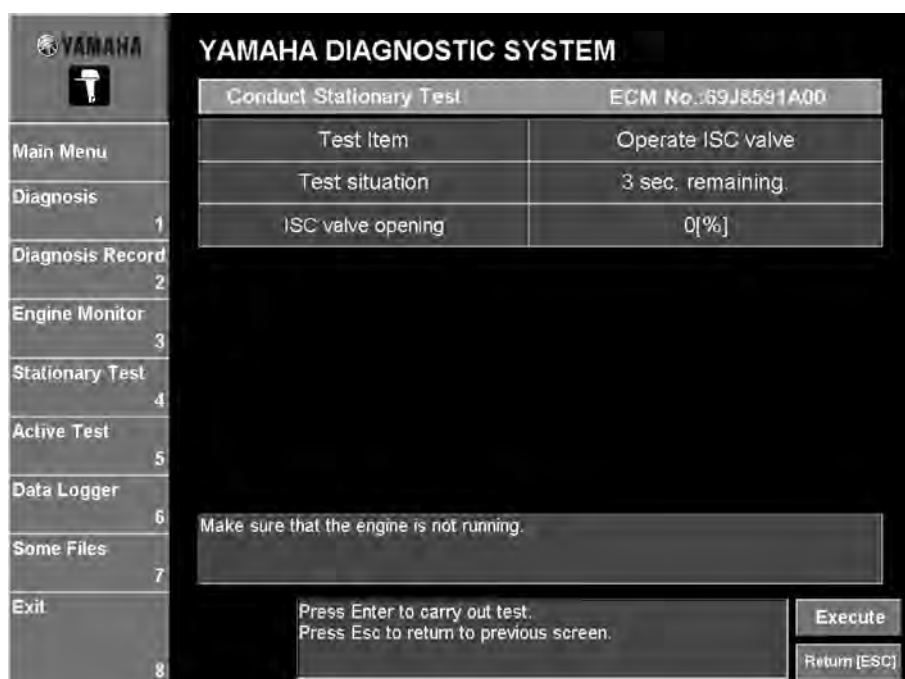 YAMAHA
YAMAHA DIAGNOSTIC SYSTEM
Conduct Stationary Test ECM No.:69J8591A00
Test Item Operate ISC valve
Test situation 3 sec. remaining.
ISC valve opening 0[%]
Main Menu
Diagnosis
1
Diagnosis Record
2
Engine Monitor
3
Stationary Test
4
Active Test
5
Data Logger
6
Some Files
7
Exit
8
Make sure that the engine is not running.
Press Enter to carry out test.
Press Esc to return to previous screen.
Execute
Return [ESC]